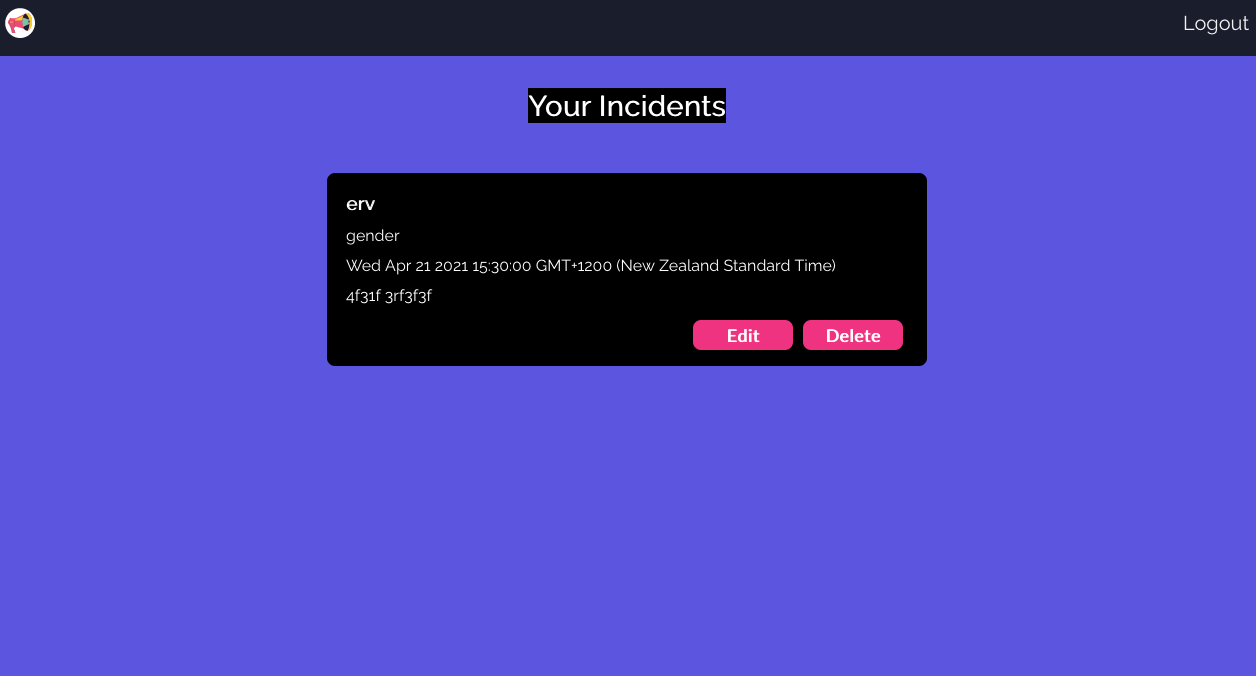 Logout
Your Incidents
erv
gender
Wed Apr 21 2021 15:30:00 GMT+1200 (New Zealand Standard Time)
4f31f 3rf3f3f
Edit Delete